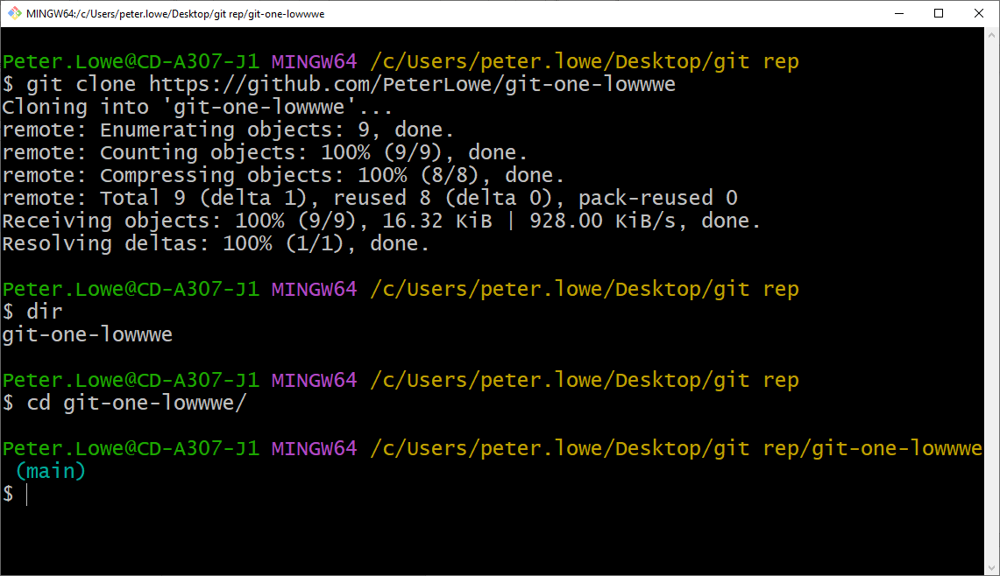 MINGW64:/c/Users/peter.lowe/Desktop/git rep/git-one-lowwwe
Peter.Lowe@CD-A307-J1 MINGW64 /c/Users/peter.lowe/Desktop/git rep
$ git clone https://github.com/PeterLowe/git-one-lowwwe
Cloning into 'git-one-lowwwe'...
remote: Enumerating objects: 9, done.
remote: Counting objects: 100% (9/9), done.
remote: Compressing objects: 100% (8/8), done.
remote: Total 9 (delta 1), reused 8 (delta 0), pack-reused 0
Receiving objects: 100% (9/9), 16.32 KiB | 928.00 KiB/s, done.
Resolving deltas: 100% (1/1), done.
Peter.Lowe@CD-A307-J1 MINGW64 /c/Users/peter.lowe/Desktop/git rep
$ dir
git-one-lowwwe
Peter.Lowe@CD-A307-J1 MINGW64 /c/Users/peter.lowe/Desktop/git rep
$ cd git-one-lowwwe/
Peter.Lowe@CD-A307-J1 MINGW64 /c/Users/peter.lowe/Desktop/git rep/git-one-lowwwe
(main)
$